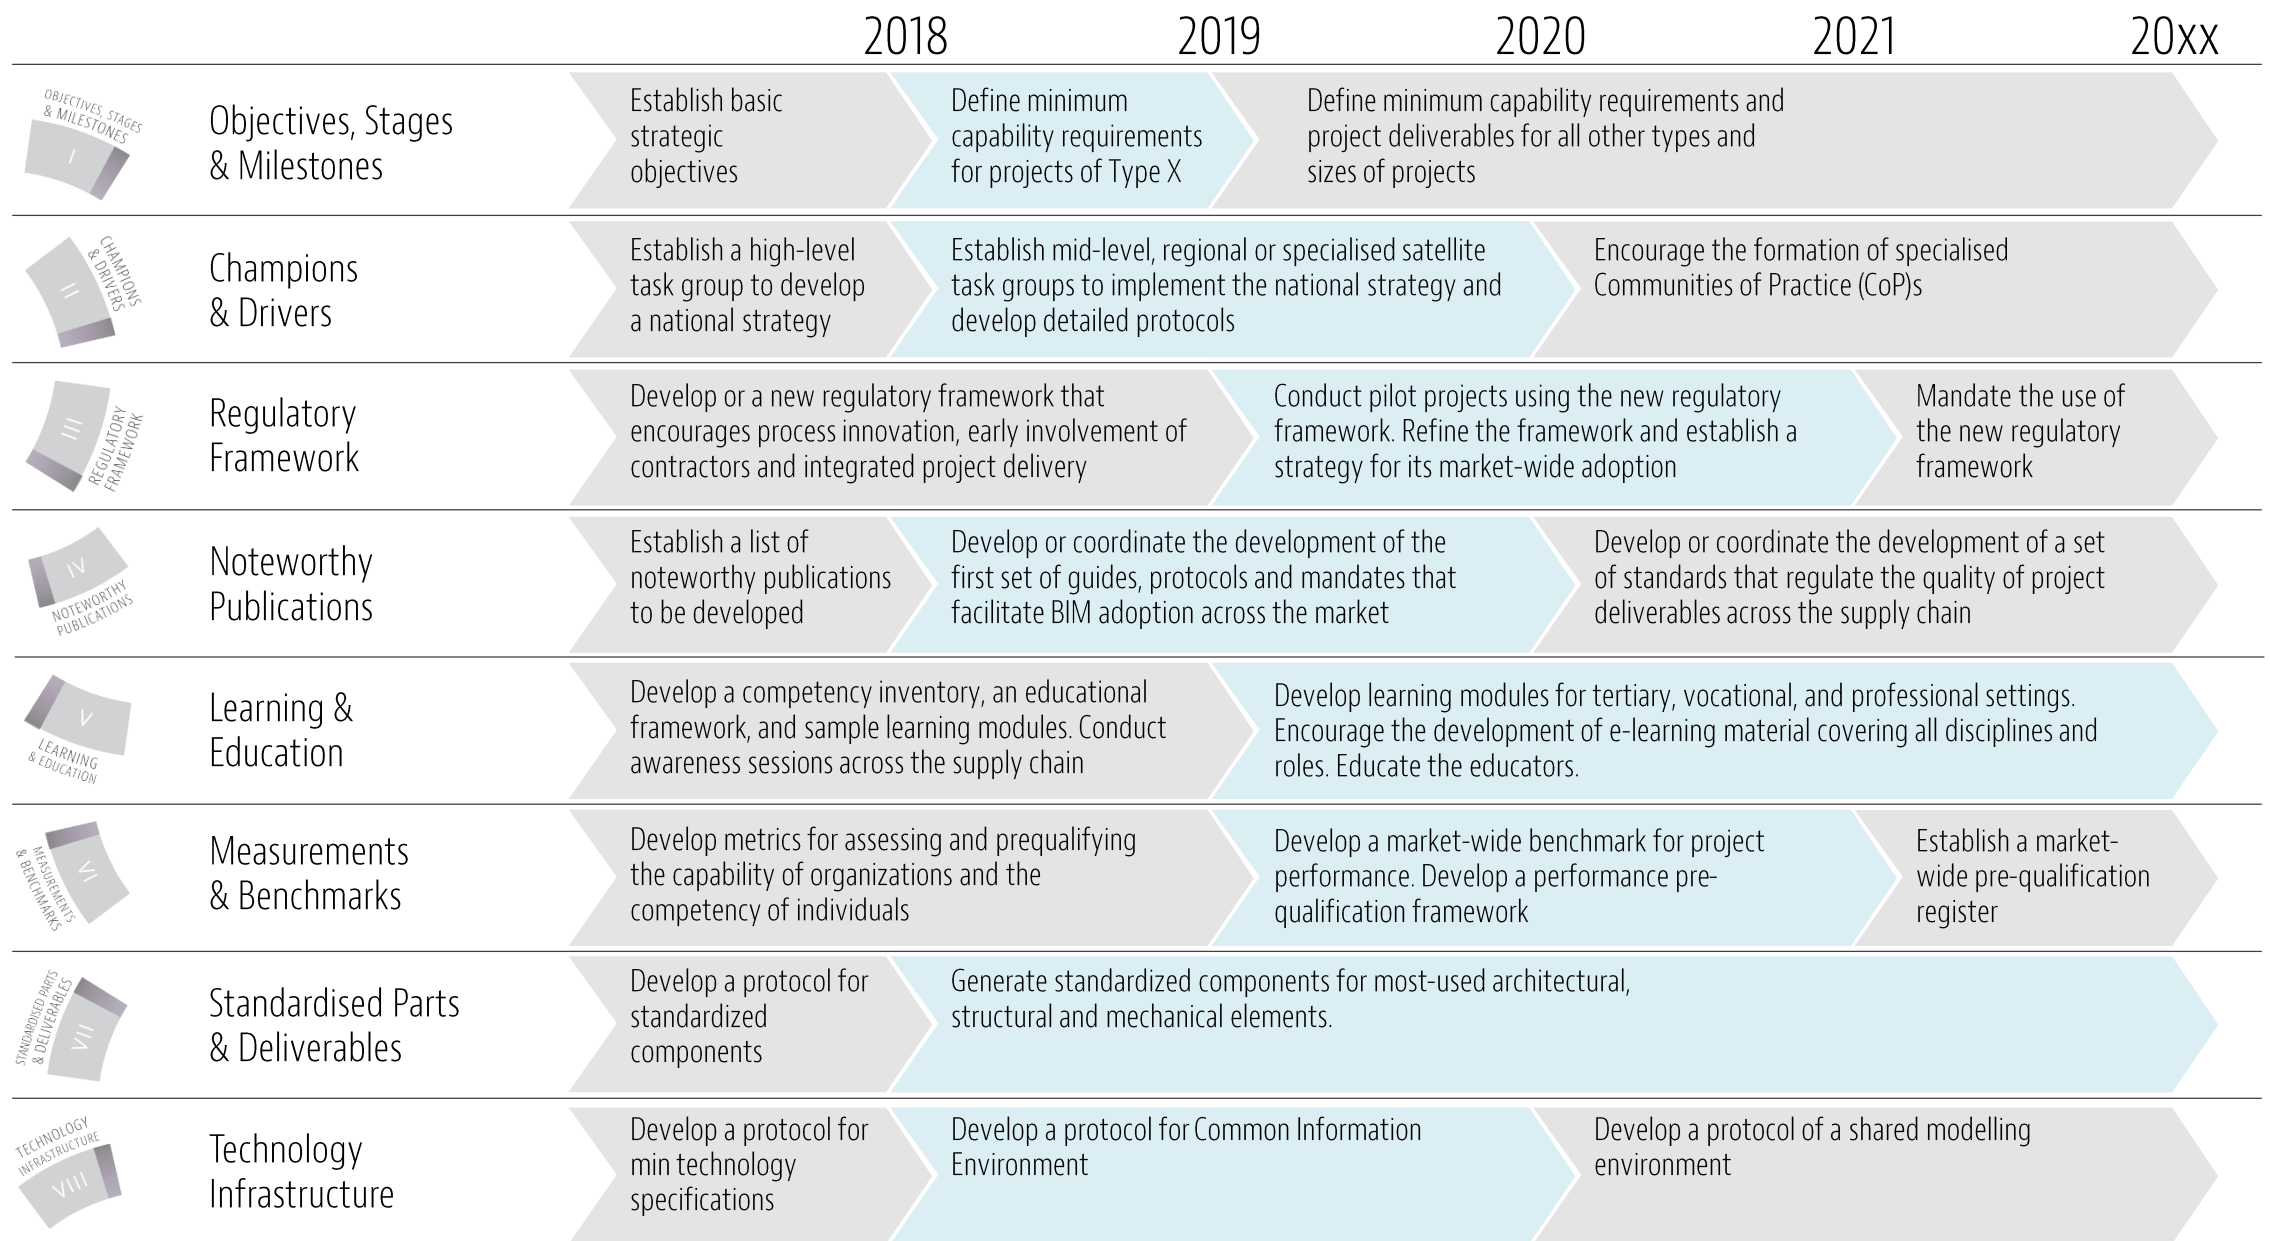 2018 2019 2020 2021 20xx
OBJECTIVES, STAGES
& MILESTONES
I
Objectives, Stages
& Milestones
Establish basic
strategic
objectives
Define minimum
capability requirements
for projects of Type X
Define minimum capability requirements and
project deliverables for all other types and
sizes of projects
CHAMPIONS
& DRIVERS
II
Champions
& Drivers
Establish a high-level
task group to develop
a national strategy
Establish mid-level, regional or specialised satellite
task groups to implement the national strategy and
develop detailed protocols
Encourage the formation of specialised
Communities of Practice (CoP)s
III
REGULATORY
FRAMEWORK
Regulatory
Framework
Develop or a new regulatory framework that
encourages process innovation, early involvement of
contractors and integrated project delivery
Conduct pilot projects using the new regulatory
framework. Refine the framework and establish a
strategy for its market-wide adoption
Mandate the use of
the new regulatory
framework
IV
NOTEWORTHY
PUBLICATIONS
Noteworthy
Publications
Establish a list of
noteworthy publications
to be developed
Develop or coordinate the development of the
first set of guides, protocols and mandates that
facilitate BIM adoption across the market
Develop or coordinate the development of a set
of standards that regulate the quality of project
deliverables across the supply chain
V
LEARNING
& EDUCATION
Learning &
Education
Develop a competency inventory, an educational
framework, and sample learning modules. Conduct
awareness sessions across the supply chain
Develop learning modules for tertiary, vocational, and professional settings.
Encourage the development of e-learning material covering all disciplines and
roles. Educate the educators.
VI
MEASUREMENTS
& BENCHMARKS
Measurements
& Benchmarks
Develop metrics for assessing and prequalifying
the capability of organizations and the
competency of individuals
Develop a market-wide benchmark for project
performance. Develop a performance pre-
qualification framework
Establish a market-
wide pre-qualification
register
STANDARDISED PARTS
& DELIVERABLES
VII
Standardised Parts
& Deliverables
Develop a protocol for
standardized
components
Generate standardized components for most-used architectural,
structural and mechanical elements.
TECHNOLOGY
INFRASTRUCTURE
VIII
Technology
Infrastructure
Develop a protocol for
min technology
specifications
Develop a protocol for Common Information
Environment
Develop a protocol of a shared modelling
environment